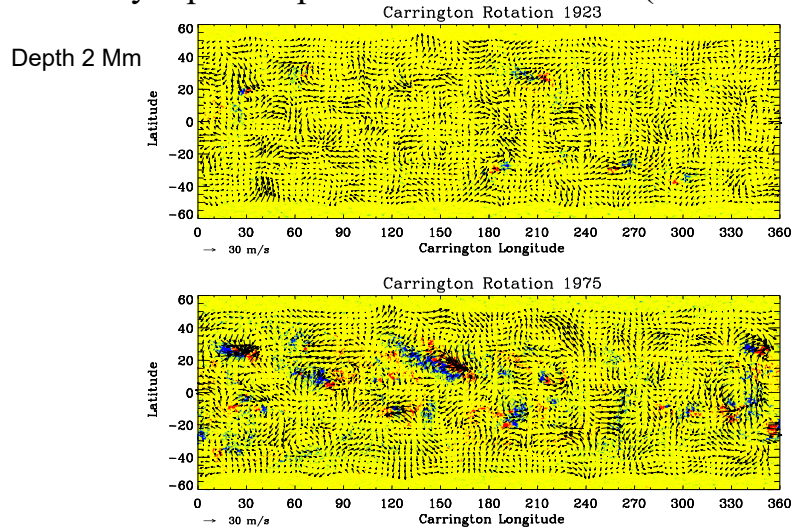 Carrington Rotation 1923
Depth 2 Mm
60
40
20
0
-20
-40
-60
Latitude
0 30 60 90 120 150 180 210 240 270 300 330 360
→ 30 m/s Carrington Longitude
Carrington Rotation 1975
60
40
20
0
-20
-40
-60
Latitude
0 30 60 90 120 150 180 210 240 270 300 330 360
→ 30 m/s Carrington Longitude